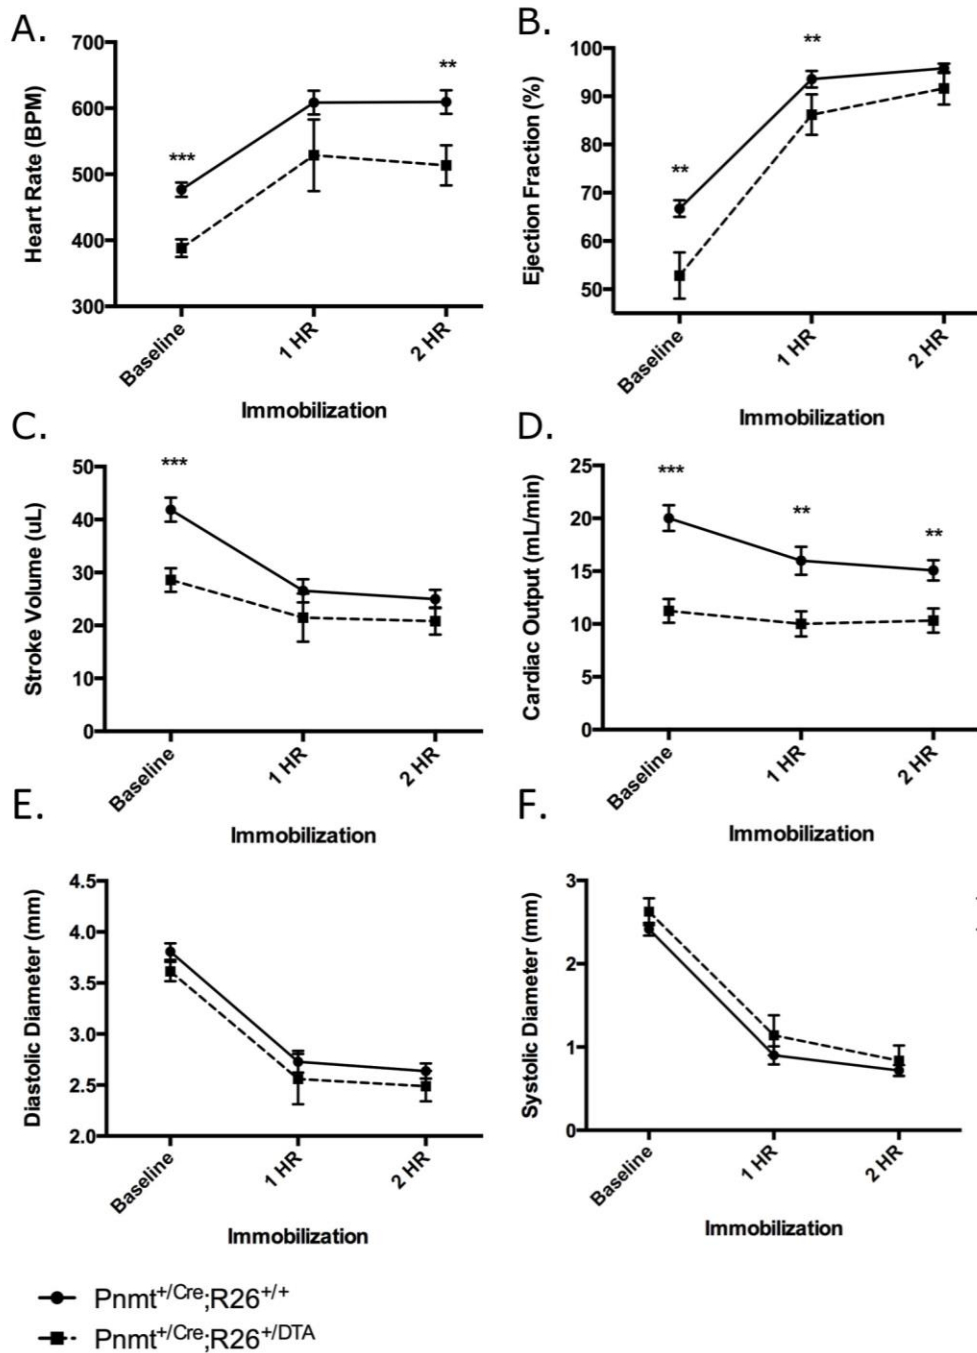 A.
700
600
500
400
300
Heart Rate (BPM)
***
**
Baseline
1 HR
2 HR
Immobilization
B.
100
90
80
70
60
50
Ejection Fraction (%)
**
**
Baseline
1 HR
2 HR
Immobilization
C.
50
40
30
20
10
0
Stroke Volume (uL)
***
Baseline
1 HR
2 HR
Immobilization
D.
25
20
15
10
5
0
Cardiac Output (mL/min)
***
**
**
Baseline
1 HR
2 HR
Immobilization
E.
4.5
4.0
3.5
3.0
2.5
2.0
Diastolic Diameter (mm)
Baseline
1 HR
2 HR
Immobilization
F.
3
2
1
0
Systolic Diameter (mm)
Baseline
1 HR
2 HR
Immobilization
Pnmt+/Cre;R26+/+
Pnmt+/Cre;R26+/DTA